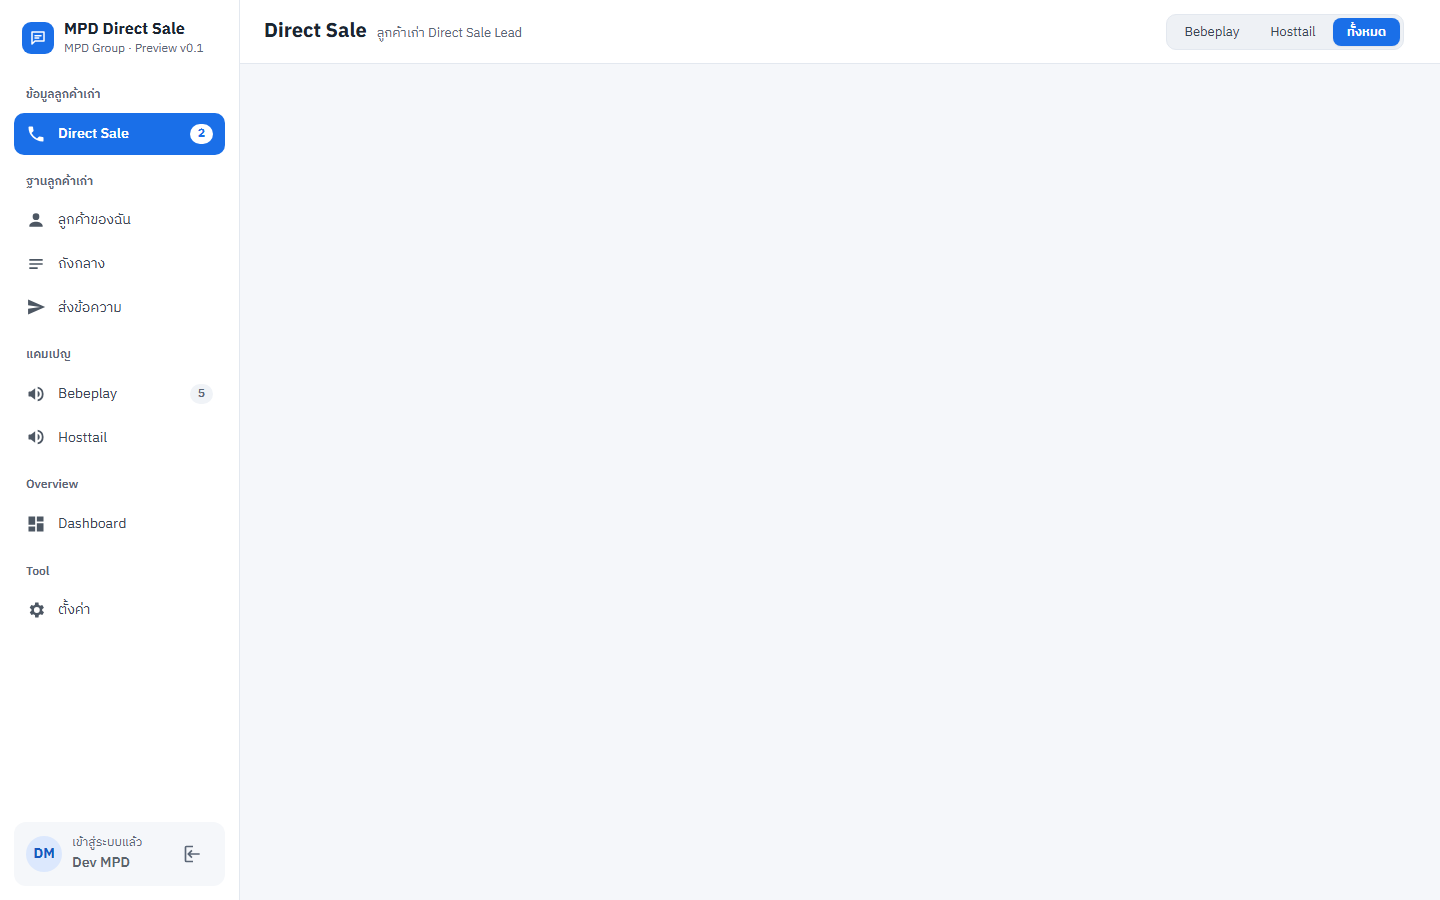 MPD Direct Sale
MPD Group · Preview v0.1
ข้อมูลลูกค้าเก่า
Direct Sale 2
ฐานลูกค้าเก่า
ลูกค้าของฉัน
ถังกลาง
ส่งข้อความ
แคมเปญ
Bebeplay 5
Hosttail
Overview
Dashboard
Tool
ตั้งค่า
DM
เข้าสู่ระบบแล้ว
Dev MPD
Direct Sale ลูกค้าเก่า Direct Sale Lead
Bebeplay Hosttail ทั้งหมด